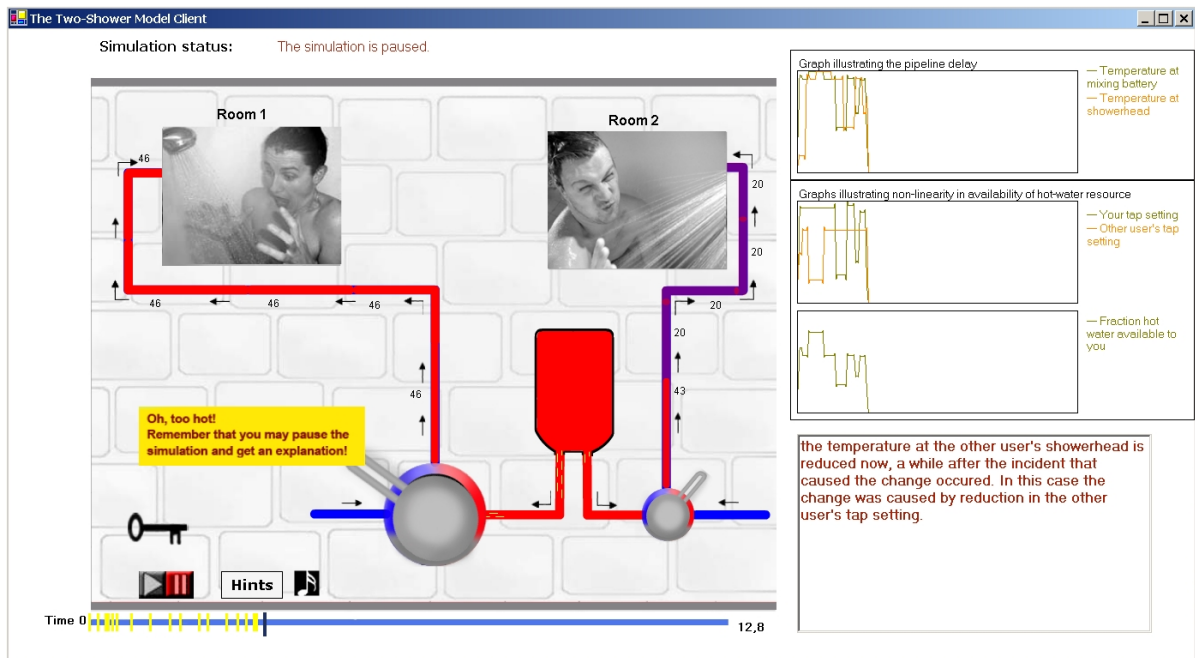 The Two-Shower Model Client
Simulation status: The simulation is paused.
Room 1
Room 2
46
46
46
46
46
20
20
20
20
43
Oh, too hot!
Remember that you may pause the
simulation and get an explanation!
Hints
Time 0
12,8
Graph illustrating the pipeline delay
— Temperature at
mixing battery
— Temperature at
showerhead
Graphs illustrating non-linearity in availability of hot-water resource
— Your tap setting
— Other user's tap
setting
— Fraction hot
water available to
you
the temperature at the other user's showerhead is
reduced now, a while after the incident that
caused the change occured. In this case the
change was caused by reduction in the other
user's tap setting.